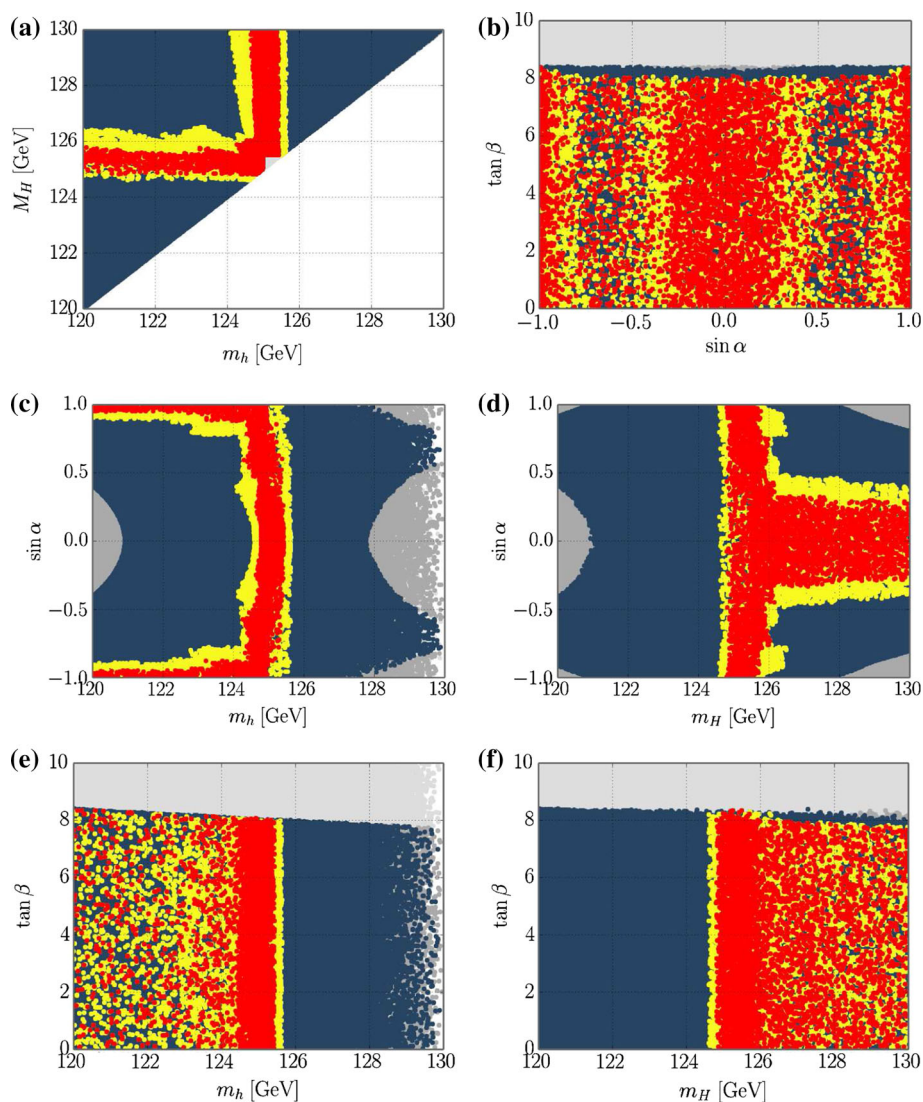 (a)
130
128
126
124
122
120
M_H [GeV]
120 122 124 126 128 130
m_h [GeV]
(b)
10
8
6
4
2
0
tan β
−1.0 −0.5 0.0 0.5 1.0
sin α
(c)
1.0
0.5
0.0
−0.5
−1.0
sin α
120 122 124 126 128 130
m_h [GeV]
(d)
1.0
0.5
0.0
−0.5
−1.0
sin α
120 122 124 126 128 130
m_H [GeV]
(e)
10
8
6
4
2
0
tan β
120 122 124 126 128 130
m_h [GeV]
(f)
10
8
6
4
2
0
tan β
120 122 124 126 128 130
m_H [GeV]